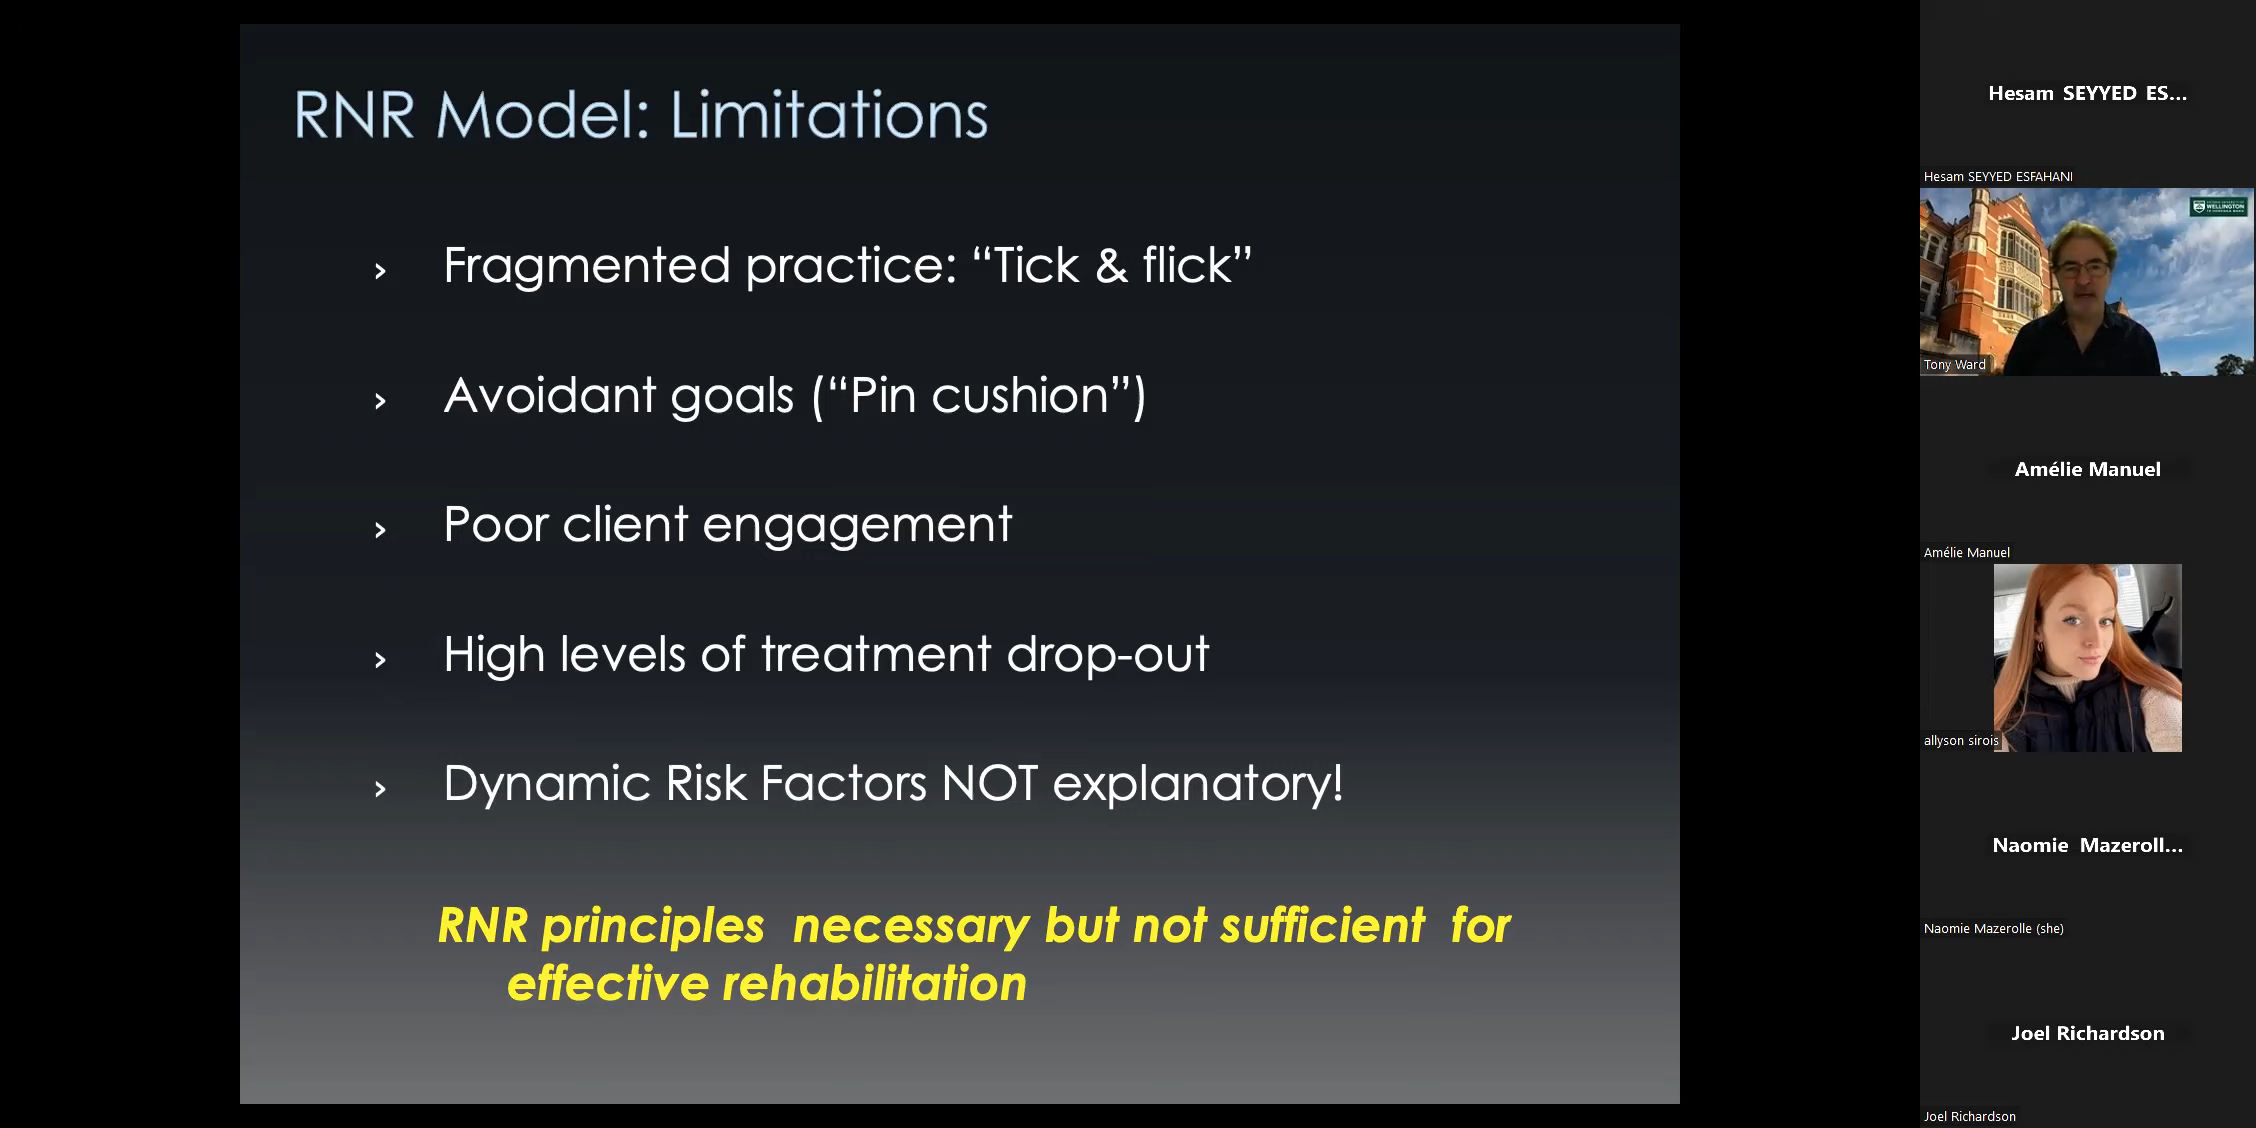 RNR Model: Limitations
› Fragmented practice: “Tick & flick”
› Avoidant goals (“Pin cushion”)
› Poor client engagement
› High levels of treatment drop-out
› Dynamic Risk Factors NOT explanatory!
RNR principles necessary but not sufficient for
effective rehabilitation
Hesam SEYYED ES...
Hesam SEYYED ESFAHANI
WELLINGTON
Tony Ward
Amélie Manuel
Amélie Manuel
allyson sirois
Naomie Mazeroll...
Naomie Mazerolle (she)
Joel Richardson
Joel Richardson